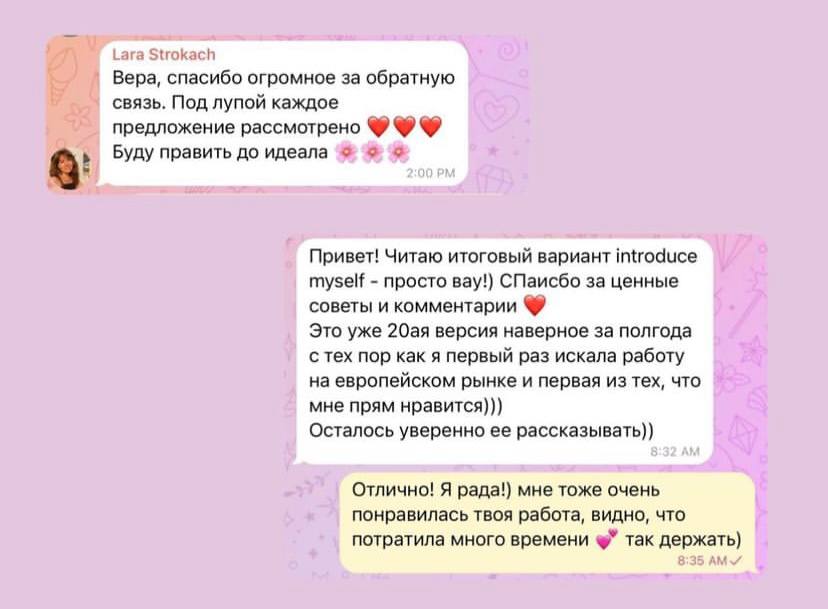 Lara Strokach
Вера, спасибо огромное за обратную
связь. Под лупой каждое
предложение рассмотрено ❤️❤️❤️
Буду править до идеала 🌸🌸🌸
2:00 PM
Привет! Читаю итоговый вариант introduce
myself - просто вау!) СПаисбо за ценные
советы и комментарии ❤️
Это уже 20ая версия наверное за полгода
с тех пор как я первый раз искала работу
на европейском рынке и первая из тех, что
мне прям нравится)))
Осталось уверенно ее рассказывать))
8:32 AM
Отлично! Я рада!) мне тоже очень
понравилась твоя работа, видно, что
потратила много времени 💕 так держать)
8:35 AM✓